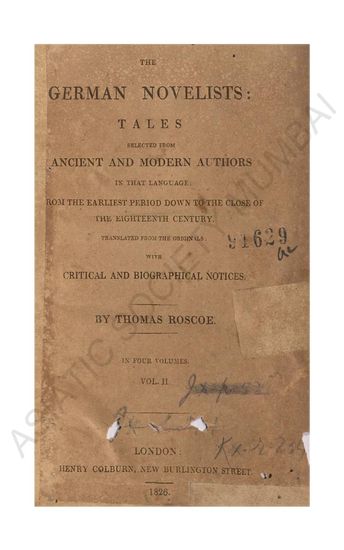 THE
GERMAN NOVELISTS:
TALES
SELECTED FROM
ANCIENT AND MODERN AUTHORS
IN THAT LANGUAGE:
ROM THE EARLIEST PERIOD DOWN TO THE CLOSE OF
THE EIGHTEENTH CENTURY.
TRANSLATED FROM THE ORIGINALS:
91629
WITH
CRITICAL AND BIOGRAPHICAL NOTICES.
BY THOMAS ROSCOE.
IN FOUR VOLUMES.
VOL. II.
LONDON:
HENRY COLBURN, NEW BURLINGTON STREET.
1826.
ASIATIC SOCIETY MUMBAI